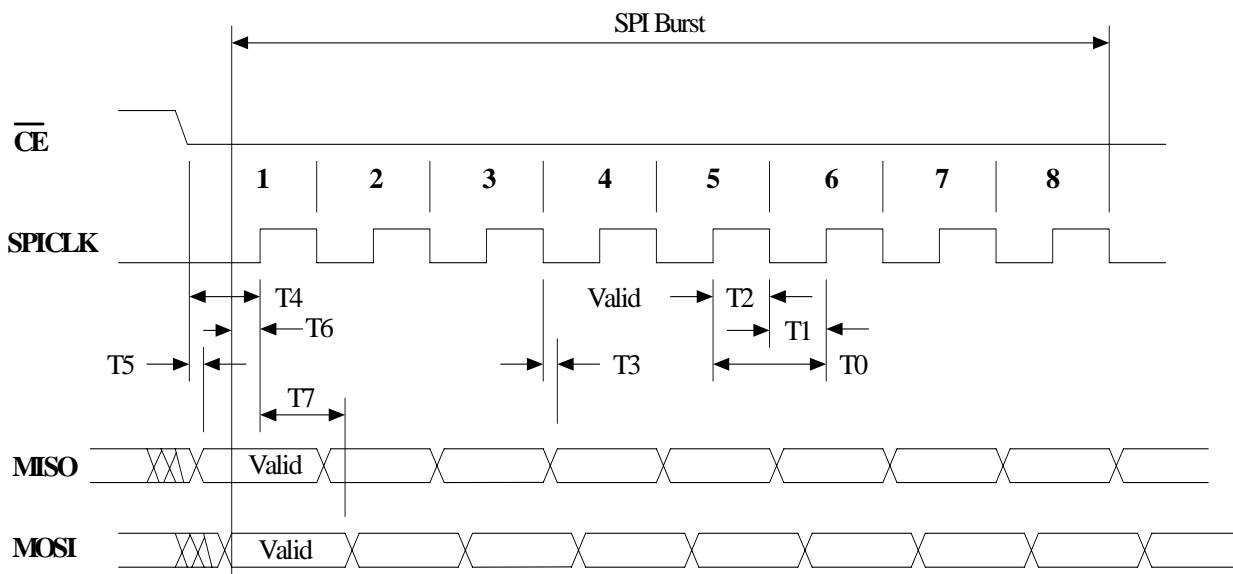 SPI Burst
CE
1 2 3 4 5 6 7 8
SPICLK
T4 Valid T2
T6 T1
T5 T3 T0
T7
MISO Valid
MOSI Valid